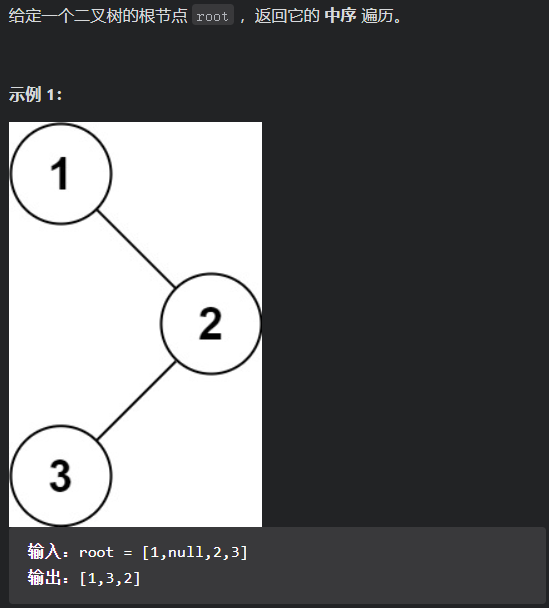 给定一个二叉树的根节点 root ，返回它的 中序 遍历。
示例 1：
1
2
3
输入：root = [1,null,2,3]
输出：[1,3,2]